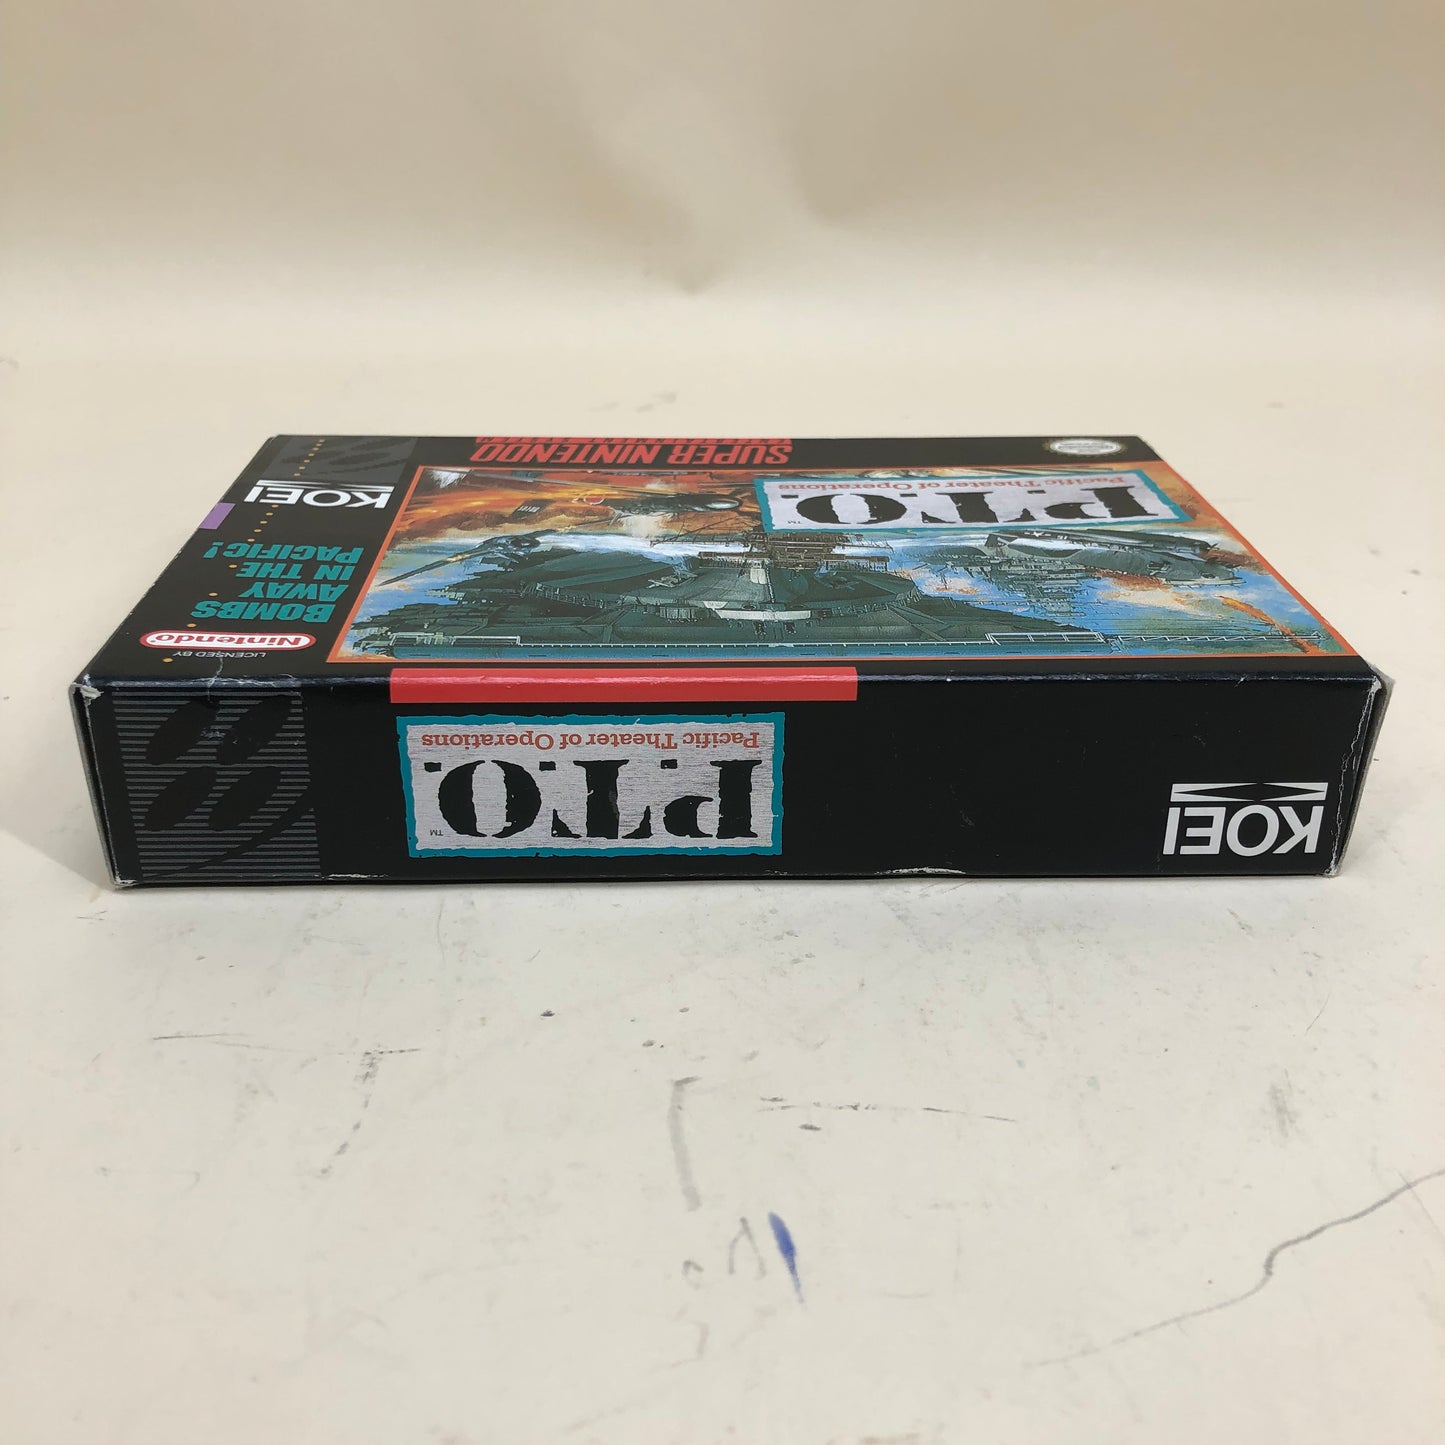 KOEI
BOMBS
AWAY
IN THE
PACIFIC!
LICENSED BY
Nintendo
SUPER NINTENDO
P.T.O.™
Pacific Theater of Operations
P.T.O.™
Pacific Theater of Operations
KOEI